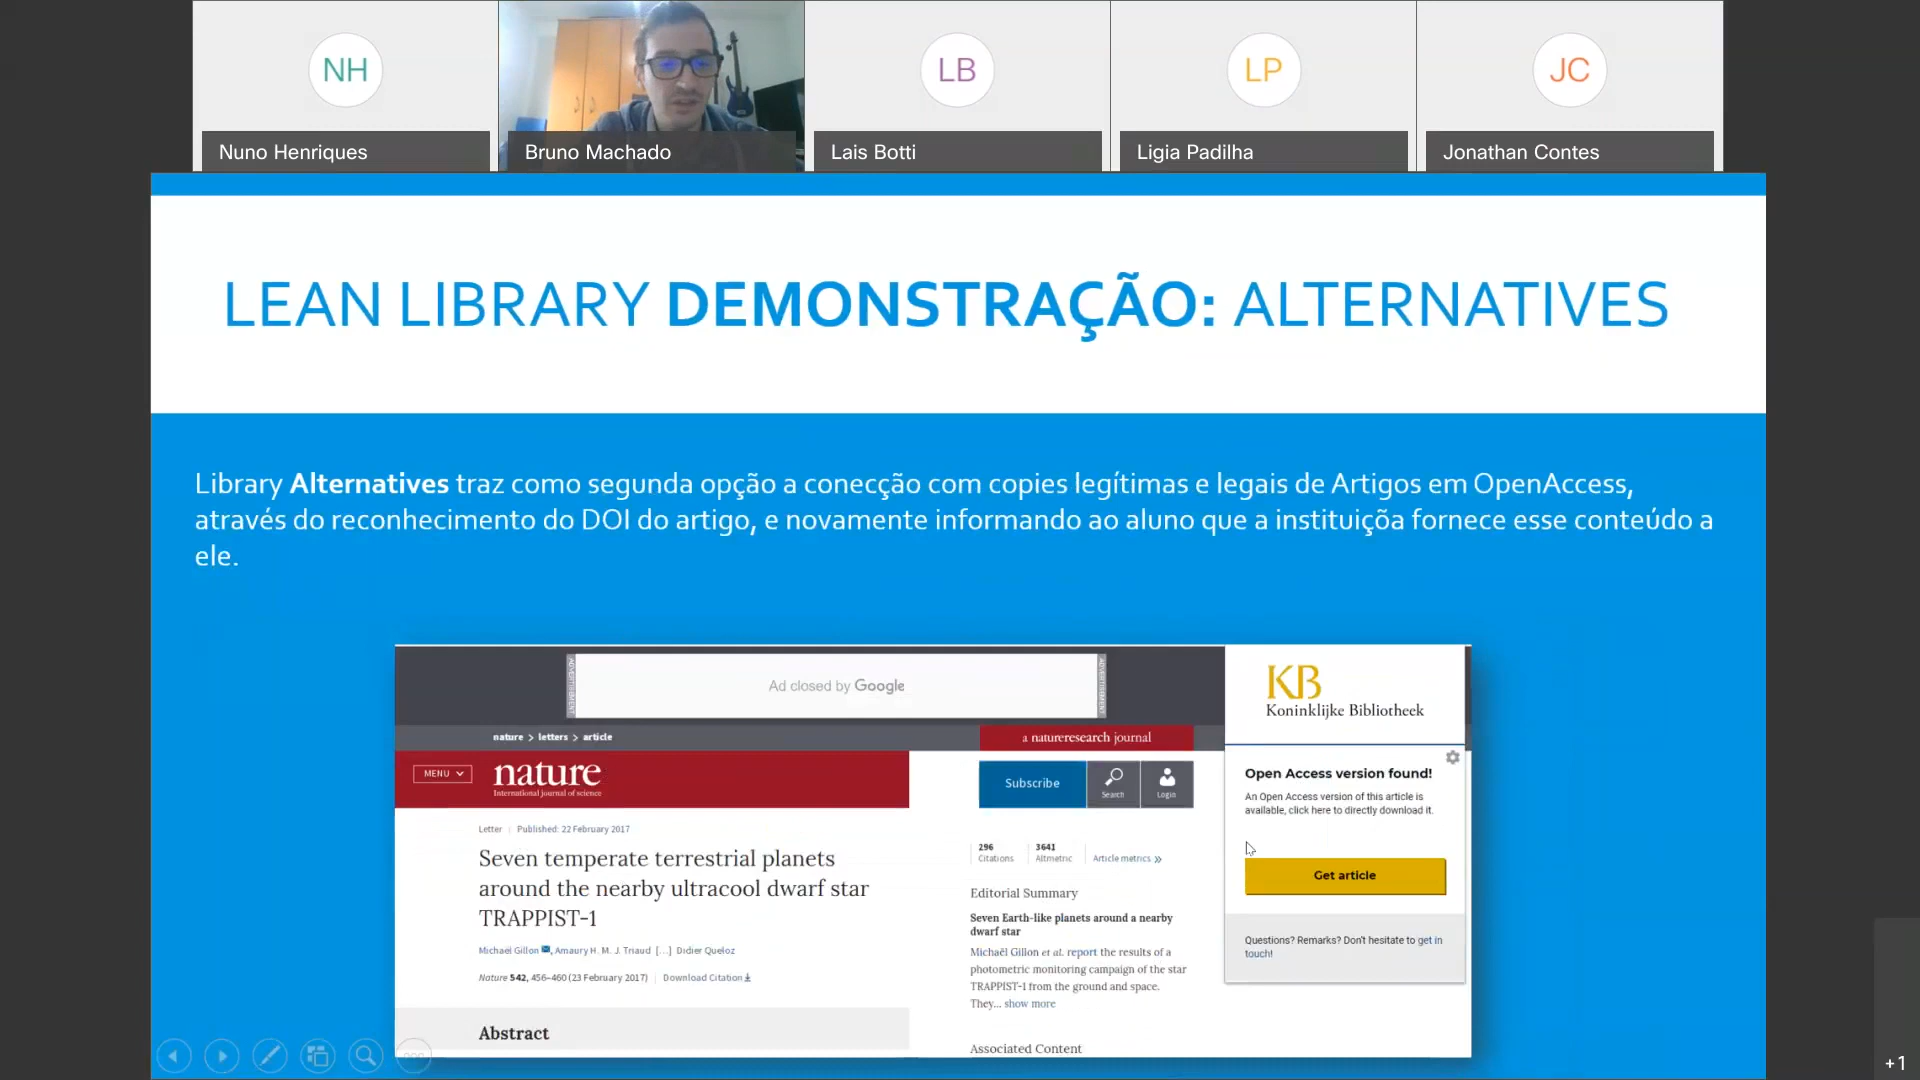 NH
LB
LP
JC
Nuno Henriques
Bruno Machado
Lais Botti
Ligia Padilha
Jonathan Contes
LEAN LIBRARY DEMONSTRAÇÃO: ALTERNATIVES
Library Alternatives traz como segunda opção a conecção com copies legítimas e legais de Artigos em OpenAccess,
através do reconhecimento do DOI do artigo, e novamente informando ao aluno que a instituiçõa fornece esse conteúdo a
ele.
ADVERTISEMENT
Ad closed by Google
ADVERTISEMENT
nature > letters > article
a natureresearch journal
MENU
nature
International journal of science
Subscribe
Search
Login
Letter | Published: 22 February 2017
Seven temperate terrestrial planets
around the nearby ultracool dwarf star
TRAPPIST-1
Michaël Gillon, Amaury H. M. J. Triaud [...] Didier Queloz
Nature 542, 456–460 (23 February 2017) | Download Citation
Abstract
296
Citations
3641
Altmetric
Article metrics »
Editorial Summary
Seven Earth-like planets around a nearby
dwarf star
Michaël Gillon et al. report the results of a
photometric monitoring campaign of the star
TRAPPIST-1 from the ground and space.
They... show more
Associated Content
KB
Koninklijke Bibliotheek
Open Access version found!
An Open Access version of this article is
available, click here to directly download it.
Get article
Questions? Remarks? Don't hesitate to get in
touch!
+1